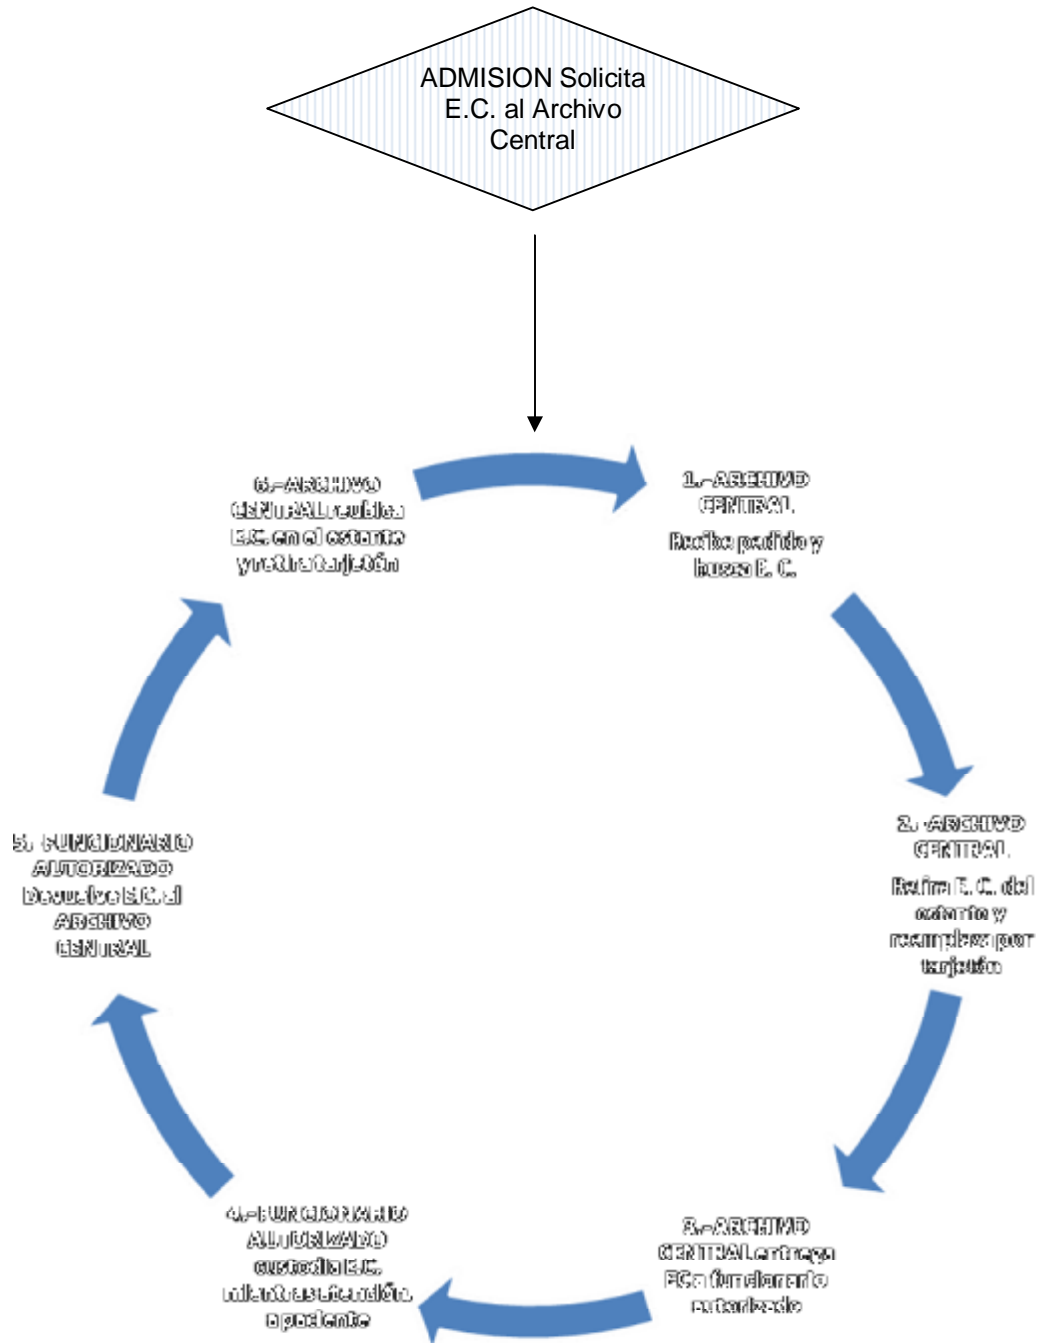 ADMISION Solicita
E.C. al Archivo
Central
1.-ARCHIVO
CENTRAL
Recibe pedido y
busca E. C.
2.-ARCHIVO
CENTRAL
Retira E. C. del
estante y
reemplaza por
tarjetón
3.-ARCHIVO
CENTRAL entrega
EC a funcionario
autorizado
4.-FUNCIONARIO
AUTORIZADO
custodia E.C.
mientras atención
a paciente
5.-FUNCIONARIO
AUTORIZADO
Devuelve E.C. al
ARCHIVO
CENTRAL
6.-ARCHIVO
CENTRAL reubica
E.C. en el estante
y retira tarjetón